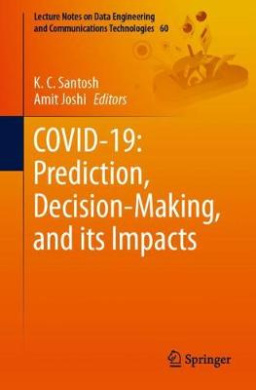 Lecture Notes on Data Engineering
and Communications Technologies 60
K. C. Santosh
Amit Joshi Editors
COVID-19:
Prediction,
Decision-Making,
and its Impacts
Springer